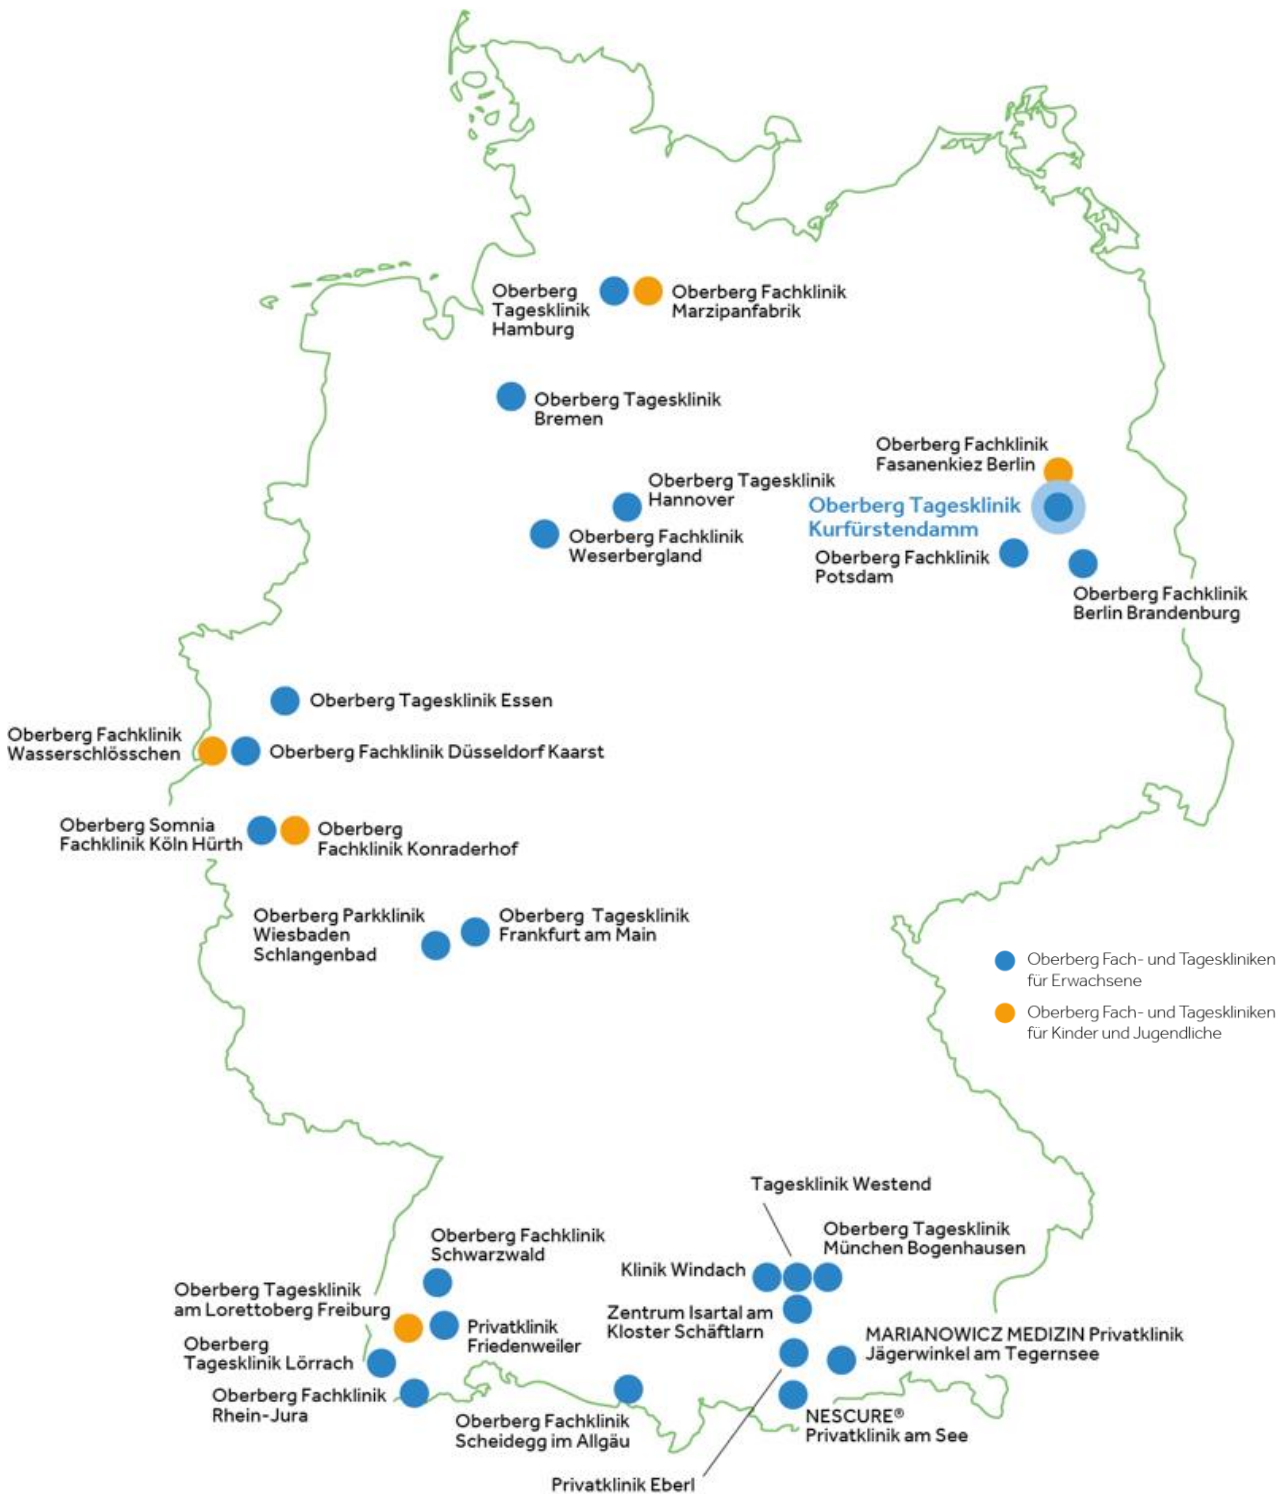 Oberberg
Tagesklinik
Hamburg
Oberberg Fachklinik
Marzipanfabrik
Oberberg Tagesklinik
Bremen
Oberberg Fachklinik
Fasanenkiez Berlin
Oberberg Tagesklinik
Hannover
Oberberg Tagesklinik
Kurfürstendamm
Oberberg Fachklinik
Weserbergland
Oberberg Fachklinik
Potsdam
Oberberg Fachklinik
Berlin Brandenburg
Oberberg Tagesklinik Essen
Oberberg Fachklinik
Wasserschlösschen
Oberberg Fachklinik Düsseldorf Kaarst
Oberberg Somnia
Fachklinik Köln Hürth
Oberberg
Fachklinik Konraderhof
Oberberg Parkklinik
Wiesbaden
Schlangenbad
Oberberg Tagesklinik
Frankfurt am Main
Oberberg Fach- und Tageskliniken
für Erwachsene
Oberberg Fach- und Tageskliniken
für Kinder und Jugendliche
Tagesklinik Westend
Oberberg Fachklinik
Schwarzwald
Oberberg Tagesklinik
München Bogenhausen
Klinik Windach
Oberberg Tagesklinik
am Lorettoberg Freiburg
Zentrum Isartal am
Kloster Schäftlarn
Privatklinik
Friedenweiler
MARIANOWICZ MEDIZIN Privatklinik
Jägerwinkel am Tegernsee
Oberberg
Tagesklinik Lörrach
Oberberg Fachklinik
Rhein-Jura
Oberberg Fachklinik
Scheidegg im Allgäu
NESCURE®
Privatklinik am See
Privatklinik Eberl